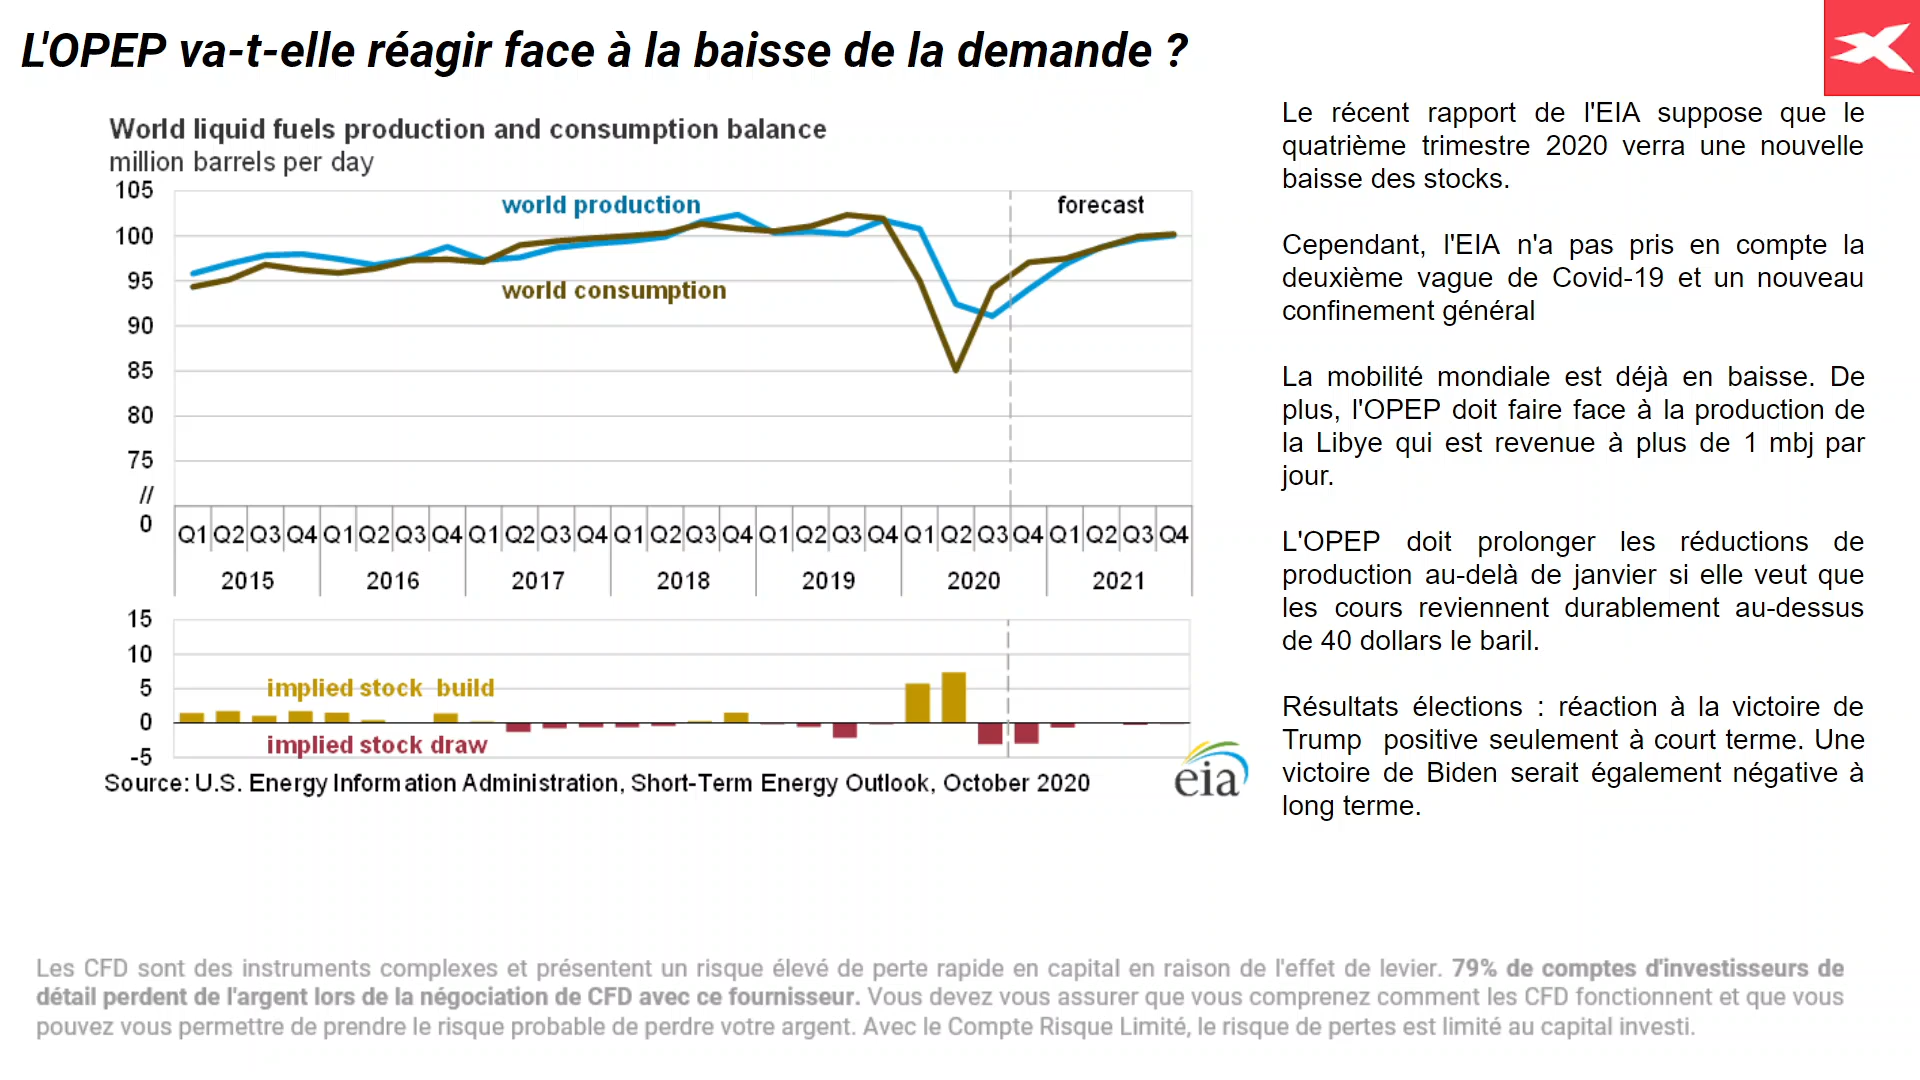 L'OPEP va-t-elle réagir face à la baisse de la demande ?
World liquid fuels production and consumption balance
million barrels per day
105
100
95
90
85
80
75
//
0
world production
world consumption
forecast
Q1 Q2 Q3 Q4 Q1 Q2 Q3 Q4 Q1 Q2 Q3 Q4 Q1 Q2 Q3 Q4 Q1 Q2 Q3 Q4 Q1 Q2 Q3 Q4 Q1 Q2 Q3 Q4
2015 2016 2017 2018 2019 2020 2021
15
10
5
0
-5
implied stock build
implied stock draw
Source: U.S. Energy Information Administration, Short-Term Energy Outlook, October 2020
eia
Le récent rapport de l'EIA suppose que le
quatrième trimestre 2020 verra une nouvelle
baisse des stocks.
Cependant, l'EIA n'a pas pris en compte la
deuxième vague de Covid-19 et un nouveau
confinement général
La mobilité mondiale est déjà en baisse. De
plus, l'OPEP doit faire face à la production de
la Libye qui est revenue à plus de 1 mbj par
jour.
L'OPEP doit prolonger les réductions de
production au-delà de janvier si elle veut que
les cours reviennent durablement au-dessus
de 40 dollars le baril.
Résultats élections : réaction à la victoire de
Trump positive seulement à court terme. Une
victoire de Biden serait également négative à
long terme.
Les CFD sont des instruments complexes et présentent un risque élevé de perte rapide en capital en raison de l'effet de levier. 79% de comptes d'investisseurs de
détail perdent de l'argent lors de la négociation de CFD avec ce fournisseur. Vous devez vous assurer que vous comprenez comment les CFD fonctionnent et que vous
pouvez vous permettre de prendre le risque probable de perdre votre argent. Avec le Compte Risque Limité, le risque de pertes est limité au capital investi.